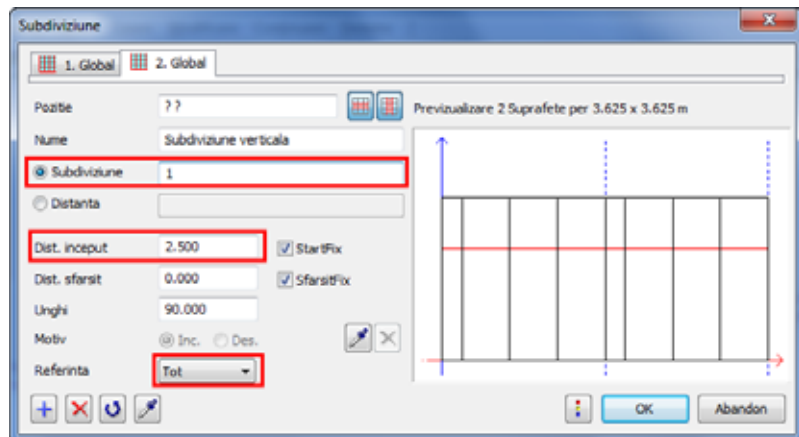 Subdiviziune
1. Global 2. Global
Pozitie ? ? Previzualizare 2 Suprafete per 3.625 x 3.625 m
Nume Subdiviziune verticala
Subdiviziune 1
Distanta
Dist. inceput 2.500 StartFix
Dist. sfarsit 0.000 SfarsitFix
Unghi 90.000
Motiv Inc. Des.
Referinta Tot
OK Abandon